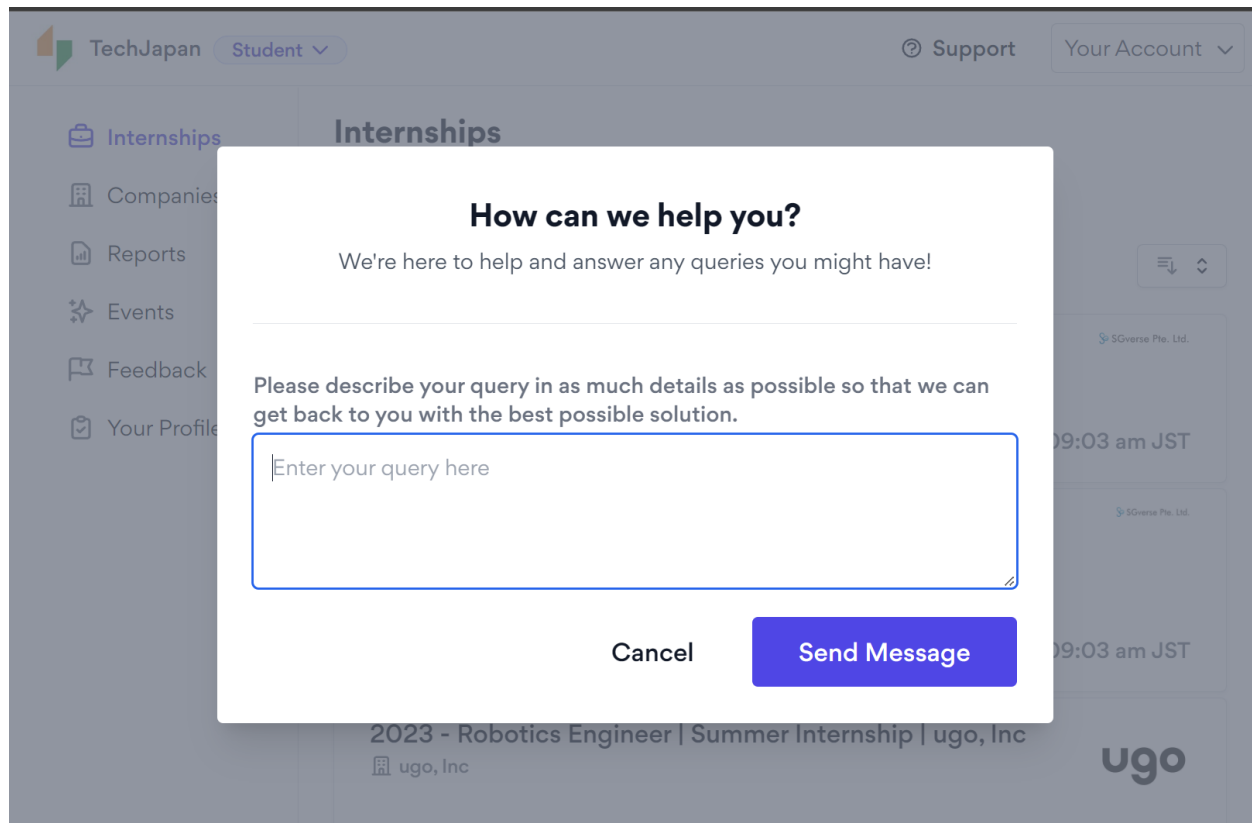 TechJapan
Student
Support
Your Account
Internships
Companies
Reports
Events
Feedback
Your Profile
Internships
SGverse Pte. Ltd.
09:03 am JST
SGverse Pte. Ltd.
09:03 am JST
2023 - Robotics Engineer | Summer Internship | ugo, Inc
ugo, Inc
ugo
How can we help you?
We're here to help and answer any queries you might have!
Please describe your query in as much details as possible so that we can
get back to you with the best possible solution.
Enter your query here
Cancel
Send Message